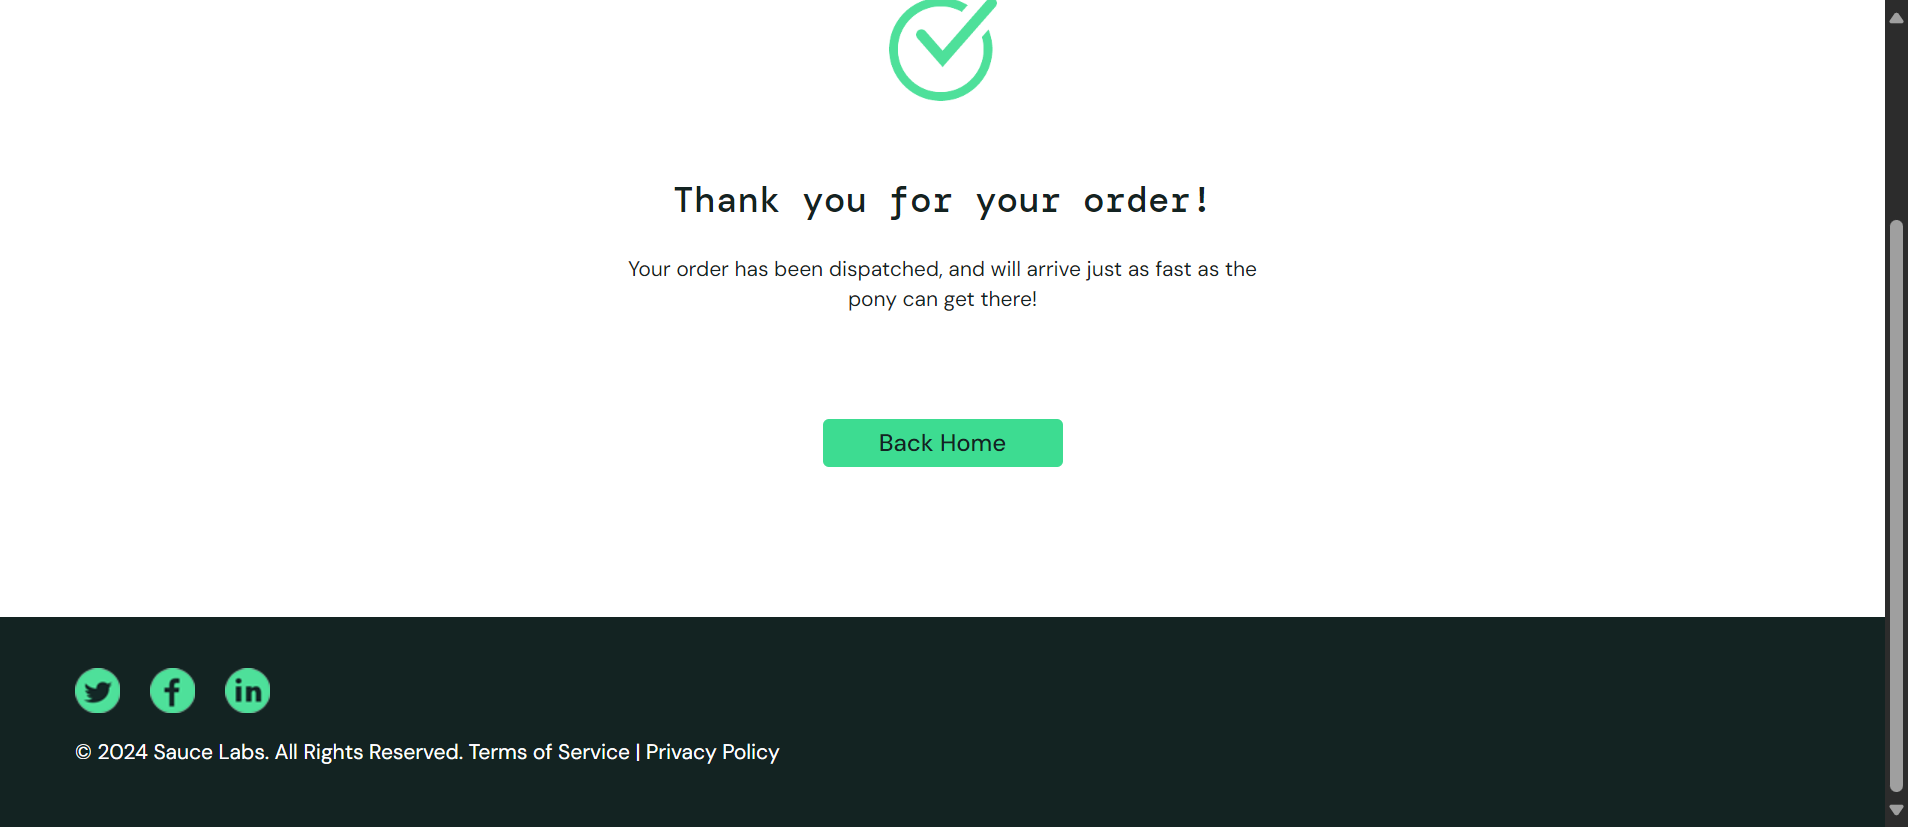 Thank you for your order!
Your order has been dispatched, and will arrive just as fast as the
pony can get there!
Back Home
© 2024 Sauce Labs. All Rights Reserved. Terms of Service | Privacy Policy